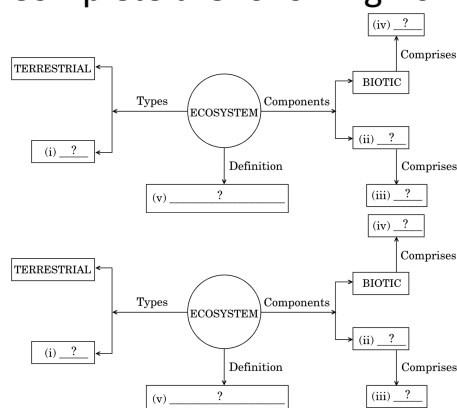 (iv) ?
Comprises
TERRESTRIAL
BIOTIC
Types
ECOSYSTEM
Components
(i) ?
(ii) ?
Definition
Comprises
(v) ?
(iii) ?
(iv) ?
Comprises
TERRESTRIAL
BIOTIC
Types
ECOSYSTEM
Components
(i) ?
(ii) ?
Definition
Comprises
(v) ?
(iii) ?